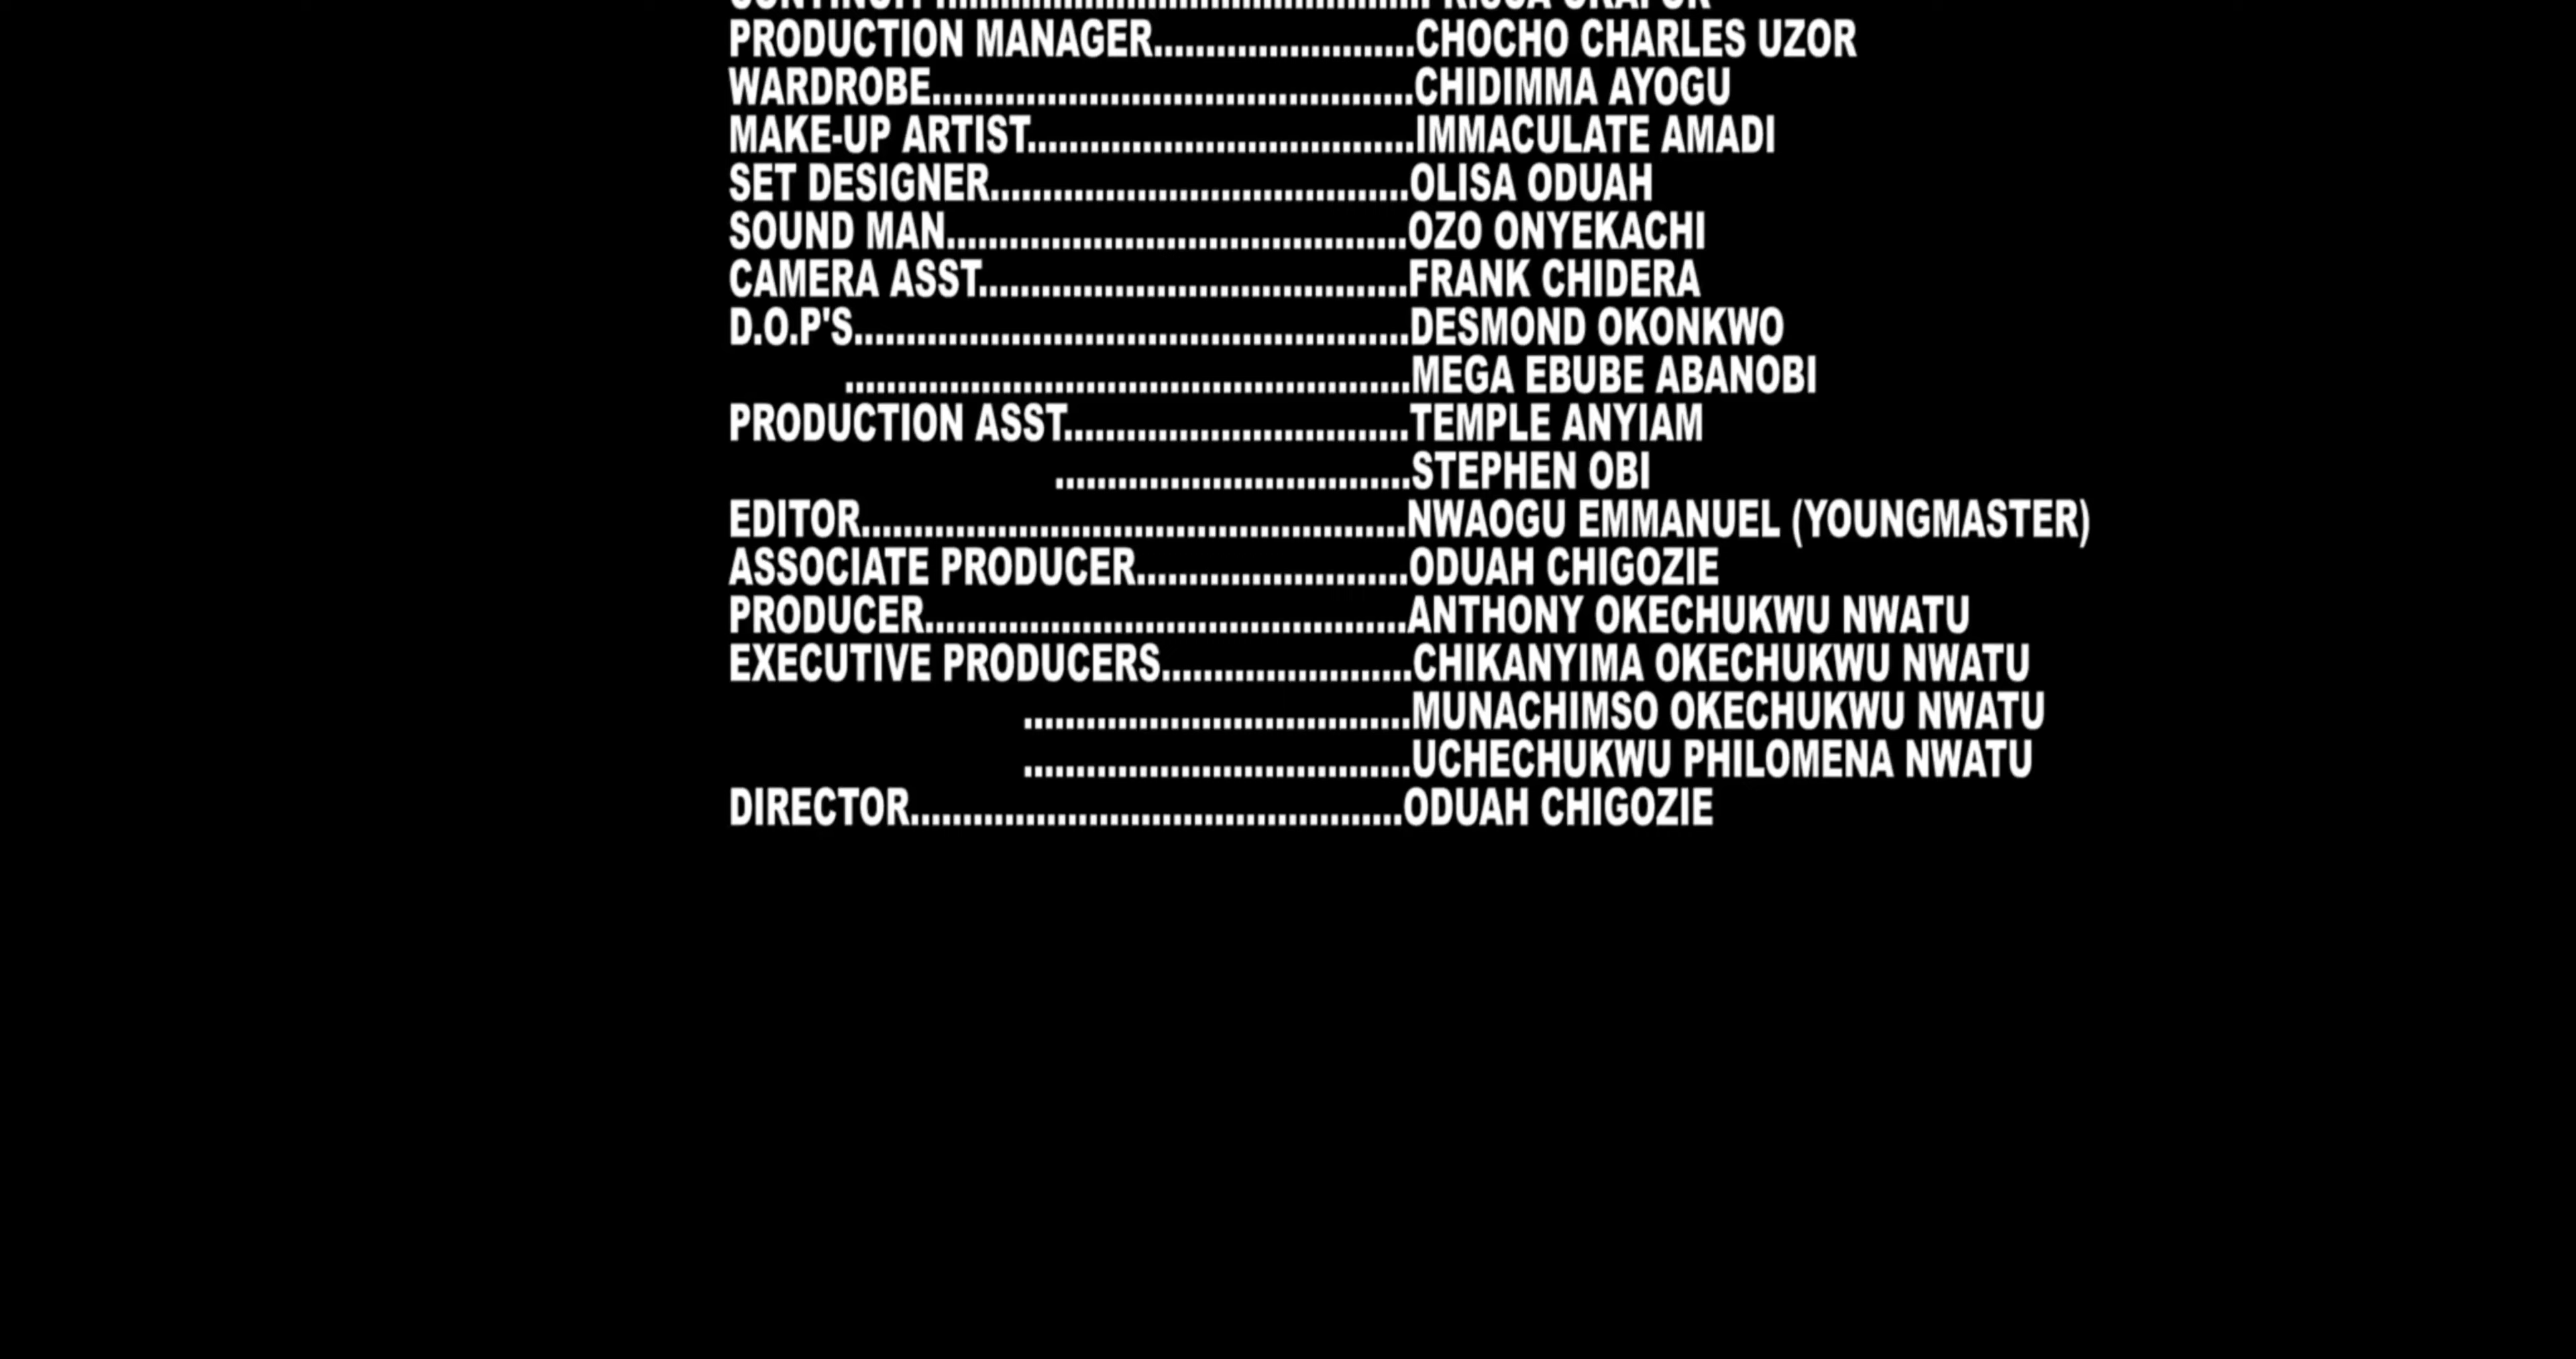 PRODUCTION MANAGER.........................CHOCHO CHARLES UZOR
WARDROBE..............................................CHIDIMMA AYOGU
MAKE-UP ARTIST.....................................IMMACULATE AMADI
SET DESIGNER........................................OLISA ODUAH
SOUND MAN............................................OZO ONYEKACHI
CAMERA ASST.........................................FRANK CHIDERA
D.O.P'S.....................................................DESMOND OKONKWO
......................................................MEGA EBUBE ABANOBI
PRODUCTION ASST.................................TEMPLE ANYIAM
..................................STEPHEN OBI
EDITOR....................................................NWAOGU EMMANUEL (YOUNGMASTER)
ASSOCIATE PRODUCER..........................ODUAH CHIGOZIE
PRODUCER..............................................ANTHONY OKECHUKWU NWATU
EXECUTIVE PRODUCERS........................CHIKANYIMA OKECHUKWU NWATU
.....................................MUNACHIMSO OKECHUKWU NWATU
.....................................UCHECHUKWU PHILOMENA NWATU
DIRECTOR...............................................ODUAH CHIGOZIE